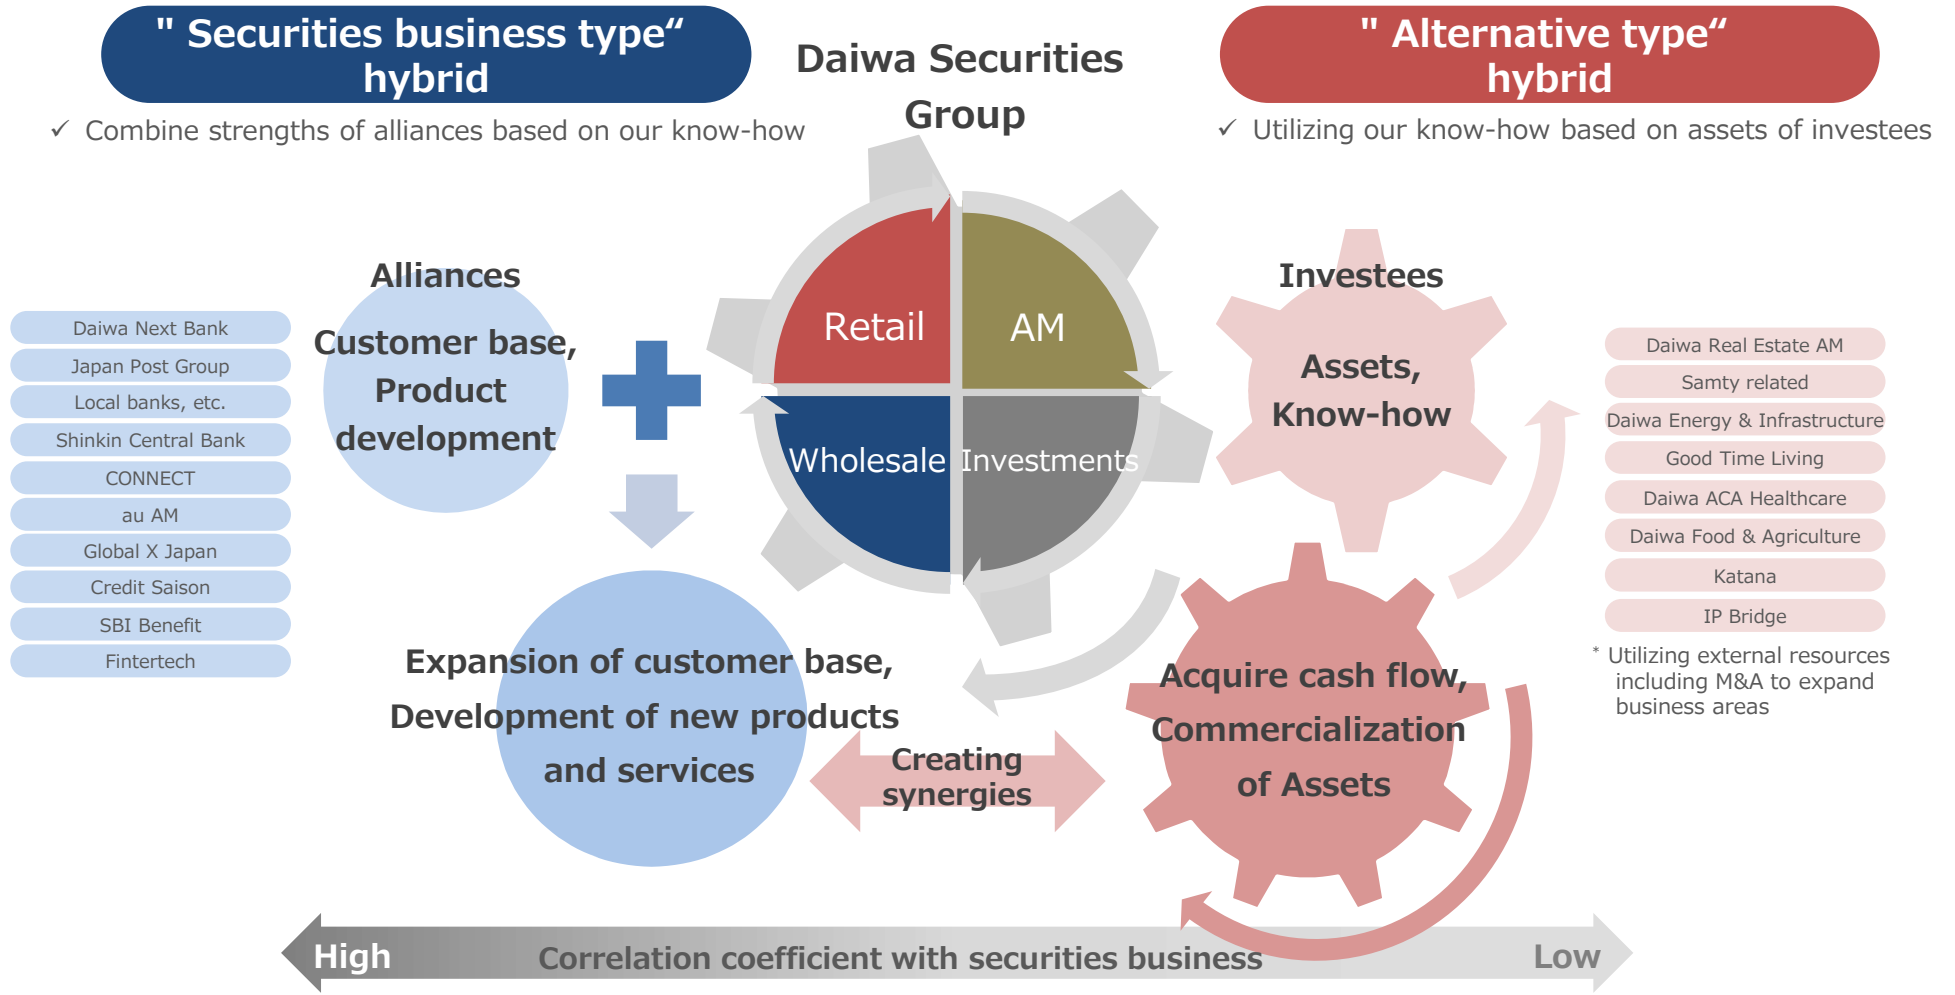 " Securities business type“
hybrid
✓ Combine strengths of alliances based on our know-how
Daiwa Securities
Group
" Alternative type“
hybrid
✓ Utilizing our know-how based on assets of investees
Alliances
Customer base,
Product
development
Daiwa Next Bank
Japan Post Group
Local banks, etc.
Shinkin Central Bank
CONNECT
au AM
Global X Japan
Credit Saison
SBI Benefit
Fintertech
Retail
AM
Wholesale
Investments
Investees
Assets,
Know-how
Daiwa Real Estate AM
Samty related
Daiwa Energy & Infrastructure
Good Time Living
Daiwa ACA Healthcare
Daiwa Food & Agriculture
Katana
IP Bridge
* Utilizing external resources
including M&A to expand
business areas
Expansion of customer base,
Development of new products
and services
Creating
synergies
Acquire cash flow,
Commercialization
of Assets
High
Correlation coefficient with securities business
Low